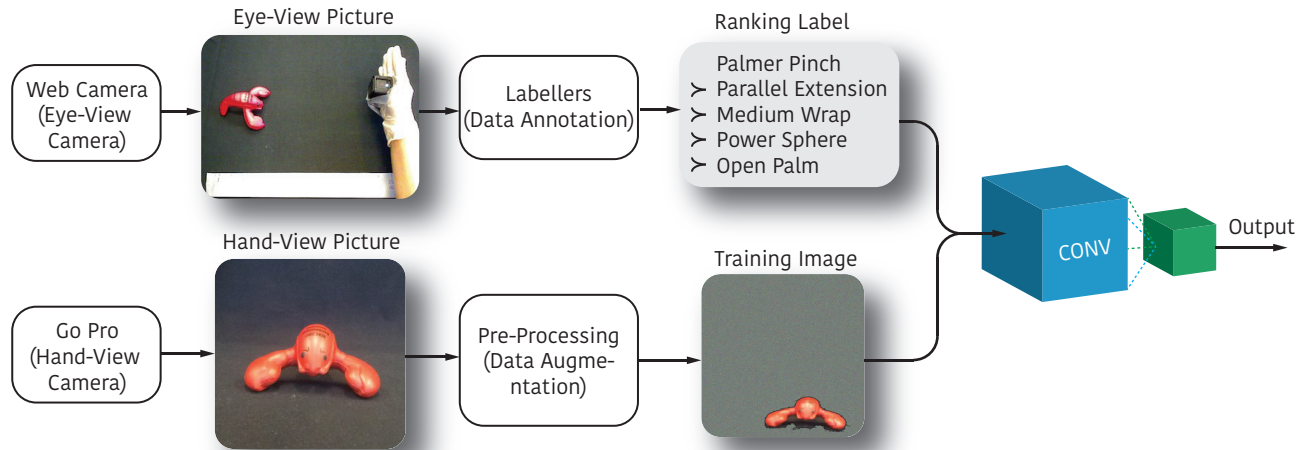 Eye-View Picture
Ranking Label
Web Camera
(Eye-View
Camera)
Labellers
(Data Annotation)
Palmer Pinch
≻ Parallel Extension
≻ Medium Wrap
≻ Power Sphere
≻ Open Palm
CONV
Output
Hand-View Picture
Training Image
Go Pro
(Hand-View
Camera)
Pre-Processing
(Data Augme-
ntation)